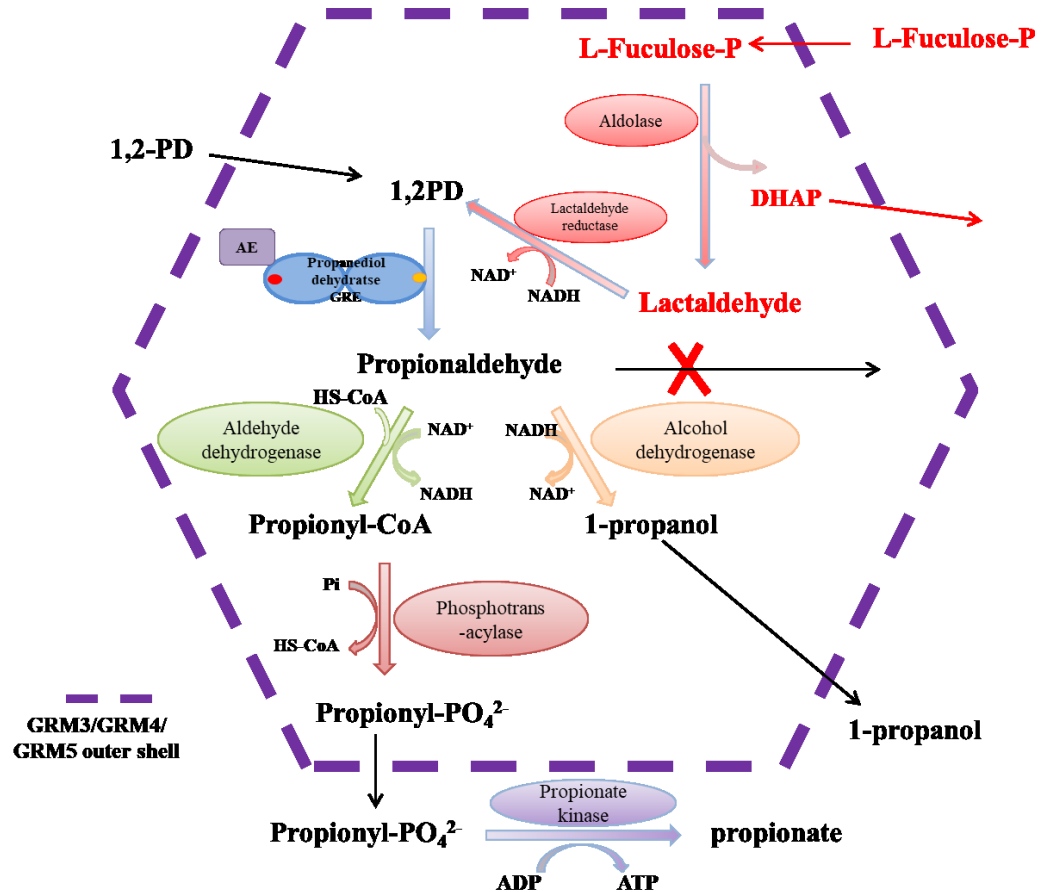 L-Fuculose-P
L-Fuculose-P
Aldolase
1,2-PD
1,2PD
Lactaldehyde
reductase
DHAP
AE
Propanediol
dehydratse
GRE
NAD⁺
NADH
Lactaldehyde
Propionaldehyde
HS-CoA
Aldehyde
dehydrogenase
NAD⁺
NADH
NADH
NAD⁺
Alcohol
dehydrogenase
Propionyl-CoA
1-propanol
Pi
HS-CoA
Phosphotrans
-acylase
Propionyl-PO₄²⁻
1-propanol
GRM3/GRM4/
GRM5 outer shell
Propionyl-PO₄²⁻
Propionate
kinase
propionate
ADP
ATP